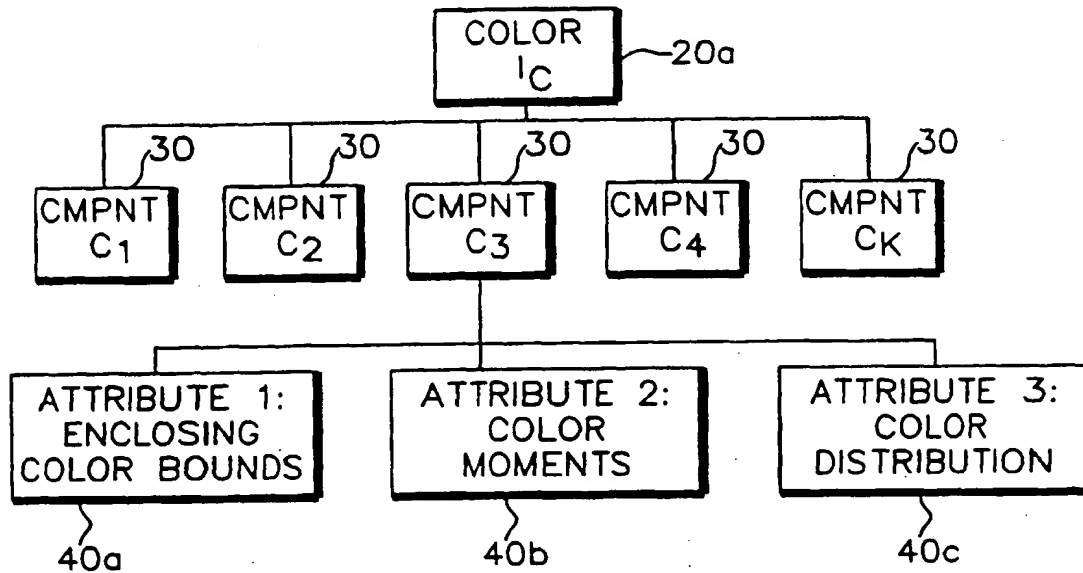 COLOR
IC
20a
30 30 30 30 30
CMPNT CMPNT CMPNT CMPNT CMPNT
C1 C2 C3 C4 CK
ATTRIBUTE 1: ATTRIBUTE 2: ATTRIBUTE 3:
ENCLOSING COLOR COLOR
COLOR BOUNDS MOMENTS DISTRIBUTION
40a 40b 40c